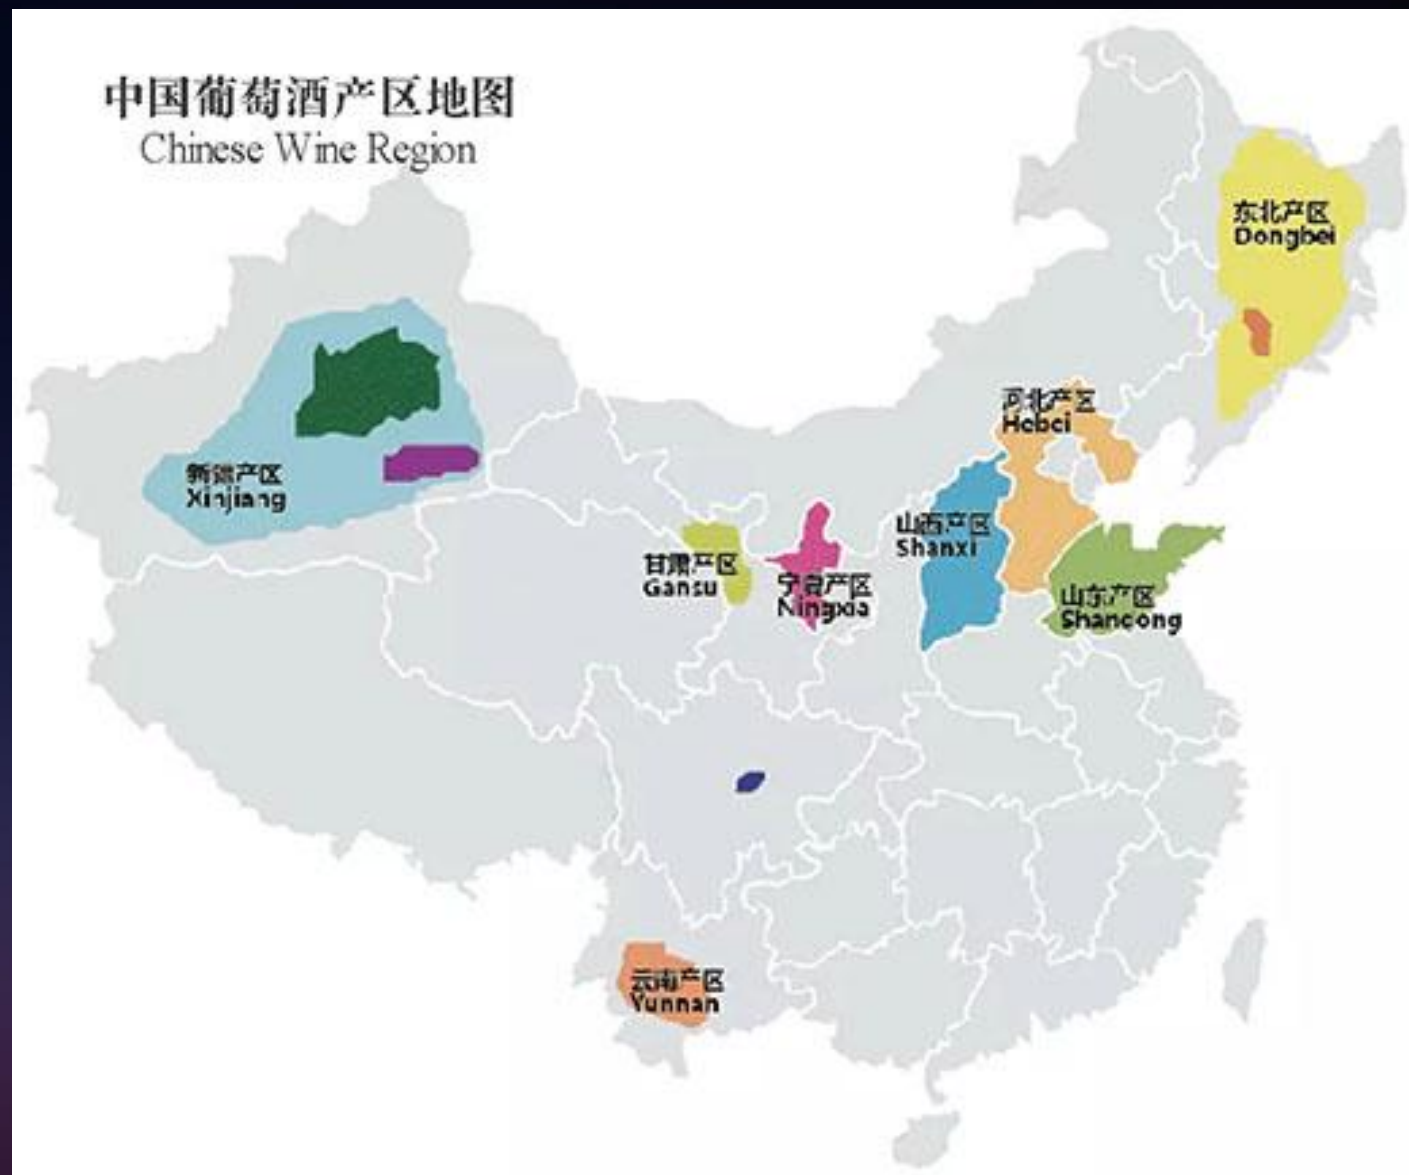 中国葡萄酒产区地图
Chinese Wine Region
东北产区
Dongbei
河北产区
Hebei
新疆产区
Xinjiang
山西产区
Shanxi
甘肃产区
Gansu
宁夏产区
Ningxia
山东产区
Shandong
云南产区
Yunnan